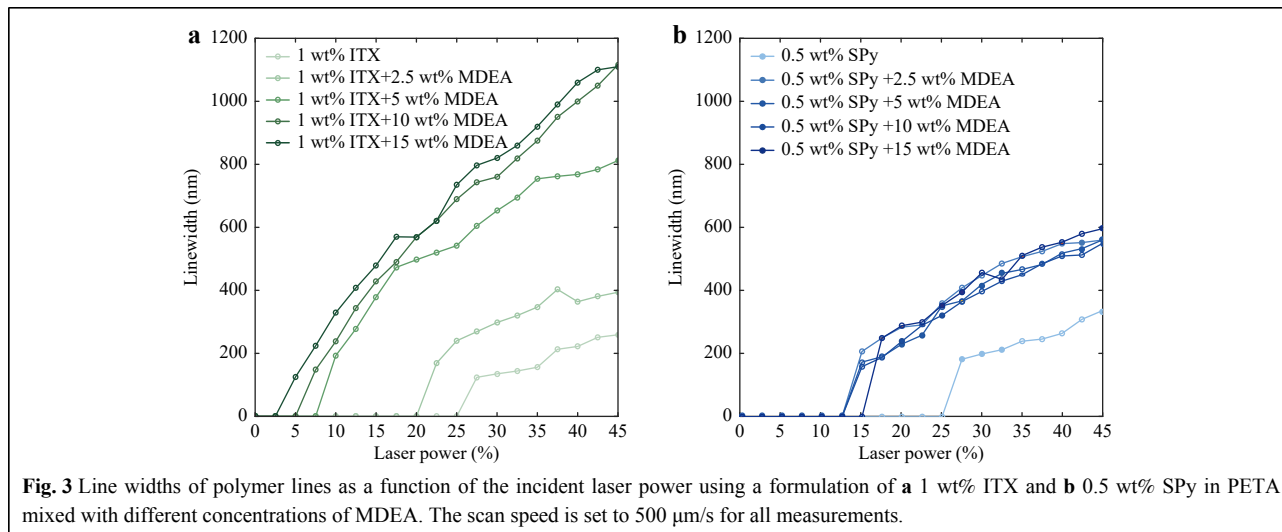 a
1200
1000
800
600
400
200
0
Linewidth (nm)
1 wt% ITX
1 wt% ITX+2.5 wt% MDEA
1 wt% ITX+5 wt% MDEA
1 wt% ITX+10 wt% MDEA
1 wt% ITX+15 wt% MDEA
0 5 10 15 20 25 30 35 40 45
Laser power (%)
b
1200
1000
800
600
400
200
0
Linewidth (nm)
0.5 wt% SPy
0.5 wt% SPy +2.5 wt% MDEA
0.5 wt% SPy +5 wt% MDEA
0.5 wt% SPy +10 wt% MDEA
0.5 wt% SPy +15 wt% MDEA
0 5 10 15 20 25 30 35 40 45
Laser power (%)
Fig. 3 Line widths of polymer lines as a function of the incident laser power using a formulation of a 1 wt% ITX and b 0.5 wt% SPy in PETA
mixed with different concentrations of MDEA. The scan speed is set to 500 μm/s for all measurements.